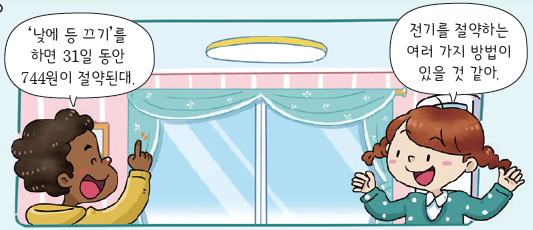 ‘낮에 등 끄기’를
하면 31일 동안
744원이 절약된대.
전기를 절약하는
여러 가지 방법이
있을 것 같아.